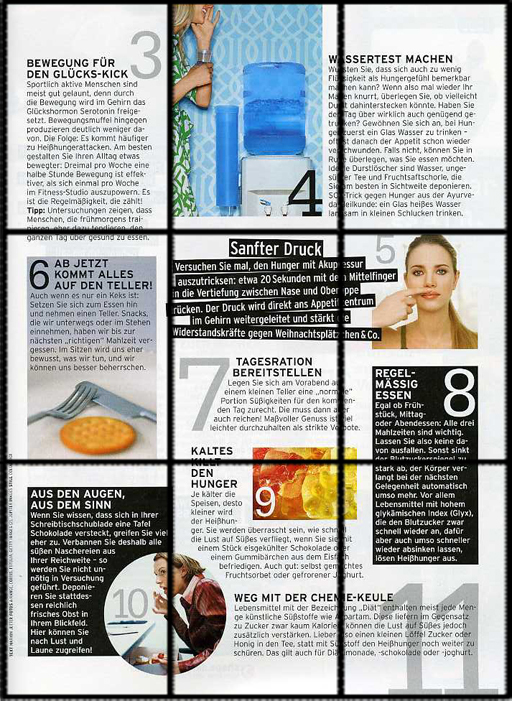 3
BEWEGUNG FÜR
DEN GLÜCKS-KICK
Sportlich aktive Menschen sind
meist gut gelaunt, denn durch
die Bewegung wird im Gehirn das
Glückshormon Serotonin freige-
setzt. Bewegungsmuffel hingegen
produzieren deutlich weniger da-
von. Die Folge: Es kommt häufiger
zu Heißhungerattacken. Am besten
gestalten Sie Ihren Alltag etwas
bewegter: Dreimal pro Woche eine
halbe Stunde Bewegung ist effek-
tiver, als sich einmal pro Woche
im Fitness-Studio auszupowern. Es
ist die Regelmäßigkeit, die zählt!
Tipp: Untersuchungen zeigen, dass
Menschen, die frühmorgens trai-
nieren, eher dazu tendieren, den
ganzen Tag über gesund zu essen.
4
WASSERTEST MACHEN
Wussten Sie, dass sich auch zu wenig
Flüssigkeit als Hungergefühl bemerkbar
machen kann? Wenn also mal wieder Ihr
Magen knurrt, überlegen Sie, ob vielleicht
Durst dahinterstecken könnte. Haben Sie
den Tag über wirklich auch genügend ge-
trunken? Gewöhnen Sie sich an, bei Hun-
ger zuerst ein Glas Wasser zu trinken –
oft ist danach der Appetit schon wieder
verschwunden. Falls nicht, können Sie in
Ruhe überlegen, was Sie essen möchten.
Ideale Durstlöscher sind Wasser, unge-
süßter Tee und Fruchtsaftschorle, die
Sie am besten in Sichtweite deponieren.
SOS-Trick gegen Hunger aus der Ayurve-
da-Heilkunde: ein Glas heißes Wasser
langsam in kleinen Schlucken trinken.
Sanfter Druck
5
Versuchen Sie mal, den Hunger mit Akupressur
auszutricksen: etwa 20 Sekunden mit dem Mittelfinger
in die Vertiefung zwischen Nase und Oberlippe
drücken. Der Druck wird direkt ans Appetitzentrum
im Gehirn weitergeleitet und stärkt die
Widerstandskräfte gegen Weihnachtsplätzchen & Co.
6
AB JETZT
KOMMT ALLES
AUF DEN TELLER!
Auch wenn es nur ein Keks ist:
Setzen Sie sich zum Essen hin
und nehmen einen Teller. Snacks,
die wir unterwegs oder im Stehen
einnehmen, haben wir bis zur
nächsten „richtigen“ Mahlzeit ver-
gessen. Im Sitzen wird uns eher
bewusst, was wir tun, und wir
können uns besser beherrschen.
7
TAGESRATION
BEREITSTELLEN
Legen Sie sich am Vorabend auf
einem kleinen Teller eine „normale“
Portion Süßigkeiten für den kommen-
den Tag zurecht. Die muss dann aber
auch reichen! Maßvoller Genuss ist viel
leichter durchzuhalten als strikte Verbote.
8
REGEL-
MÄSSIG
ESSEN
Egal ob Früh-
stück, Mittag-
oder Abendessen: Alle drei
Mahlzeiten sind wichtig.
Lassen Sie also keine da-
von ausfallen. Sonst sinkt
der Blutzuckerspiegel zu
stark ab, der Körper ver-
langt bei der nächsten
Gelegenheit automatisch
umso mehr. Vor allem
Lebensmittel mit hohem
glykämischen Index (Glyx),
die den Blutzucker zwar
schnell wieder an, dafür
aber auch umso schneller
wieder absinken lassen,
lösen Heißhunger aus.
KALTES
KILLT
DEN
HUNGER
9
Je kälter die
Speisen, desto
kleiner wird
der Heißhun-
ger. Sie werden überrascht sein, wie schnell
die Lust auf Süßes verfliegt, wenn Sie sie mit
einem Stück eisgekühlter Schokolade oder
einem Gummibärchen aus dem Eisfach
befriedigen. Auch gut: selbst gemachtes
Fruchtsorbet oder gefrorener Joghurt.
AUS DEN AUGEN,
AUS DEM SINN
Wenn Sie wissen, dass sich in Ihrer
Schreibtischschublade eine Tafel
Schokolade versteckt, greifen Sie viel
eher zu. Verbannen Sie deshalb alle
süßen Naschereien aus
Ihrer Reichweite – so
werden Sie nicht un-
nötig in Versuchung
geführt. Deponie-
ren Sie stattdes-
sen reichlich
frisches Obst in
Ihrem Blickfeld.
Hier können Sie
nach Lust und
Laune zugreifen!
10
WEG MIT DER CHEMIE-KEULE
11
Lebensmittel mit der Bezeichnung „Diät“ enthalten meist jede Men-
ge künstliche Süßstoffe wie Aspartam. Diese liefern im Gegensatz
zu Zucker zwar kaum Kalorien, können die Lust auf Süßes jedoch
zusätzlich verstärken. Lieber so einen kleinen Löffel Zucker oder
Honig in den Tee, statt mit Süßstoff den Heißhunger noch weiter zu
schüren. Das gilt auch für Diätlimonade, -schokolade oder -joghurt.